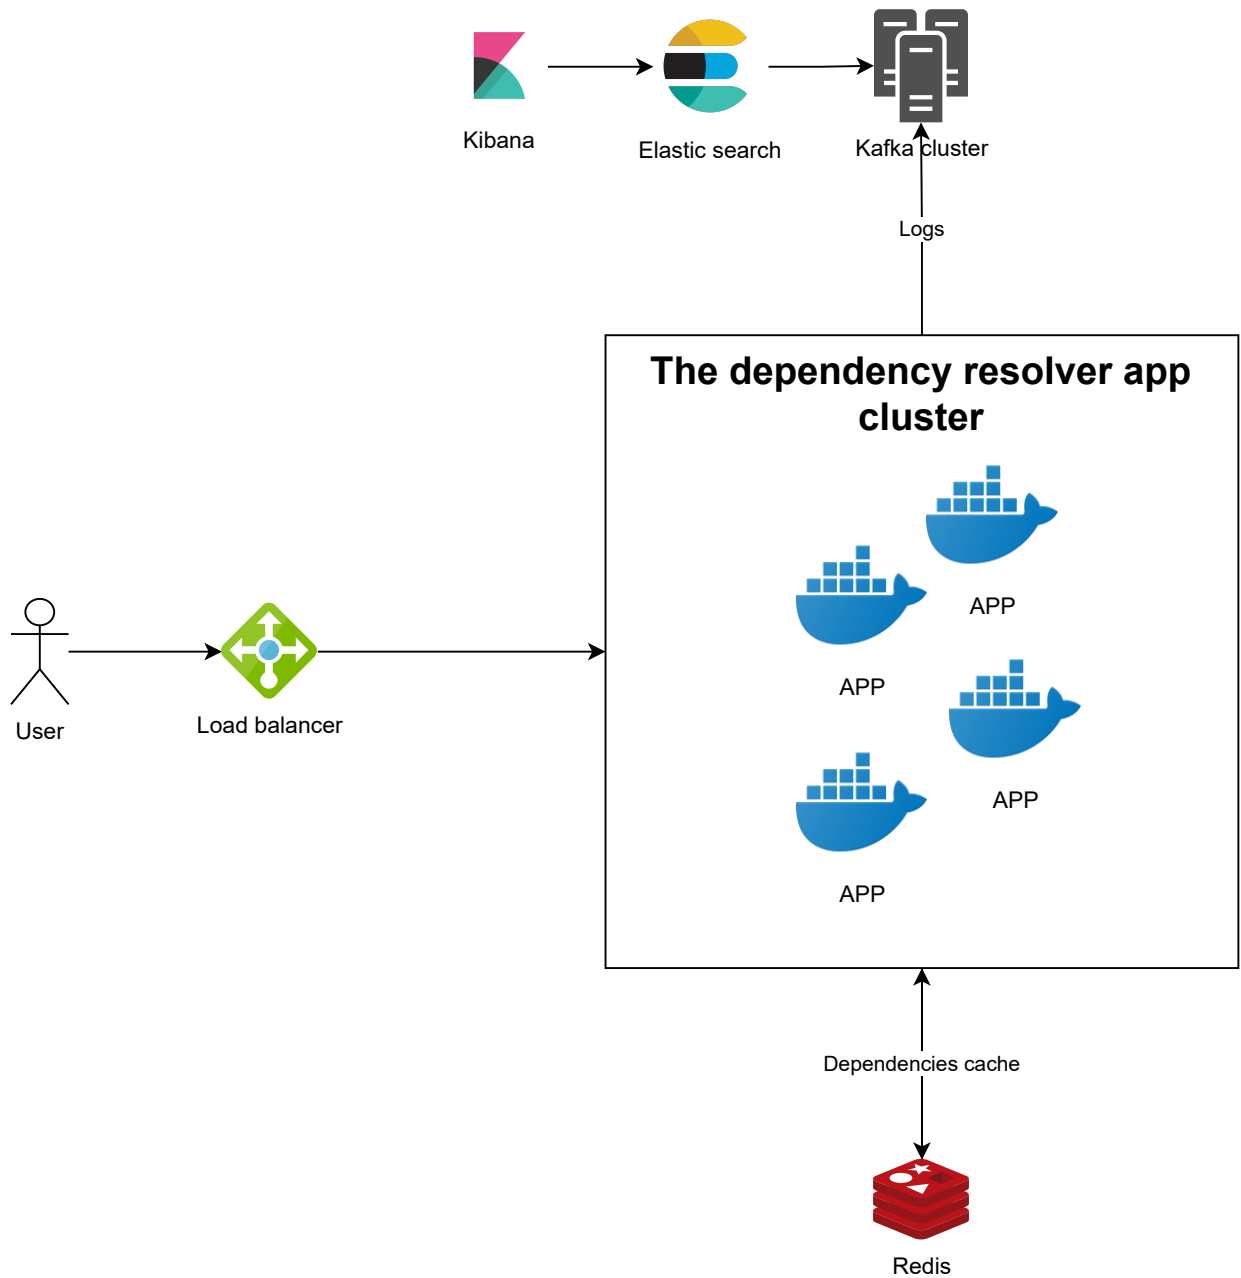 Kibana
Elastic search
Kafka cluster
Logs
The dependency resolver app
cluster
APP
APP
APP
APP
User
Load balancer
Dependencies cache
Redis